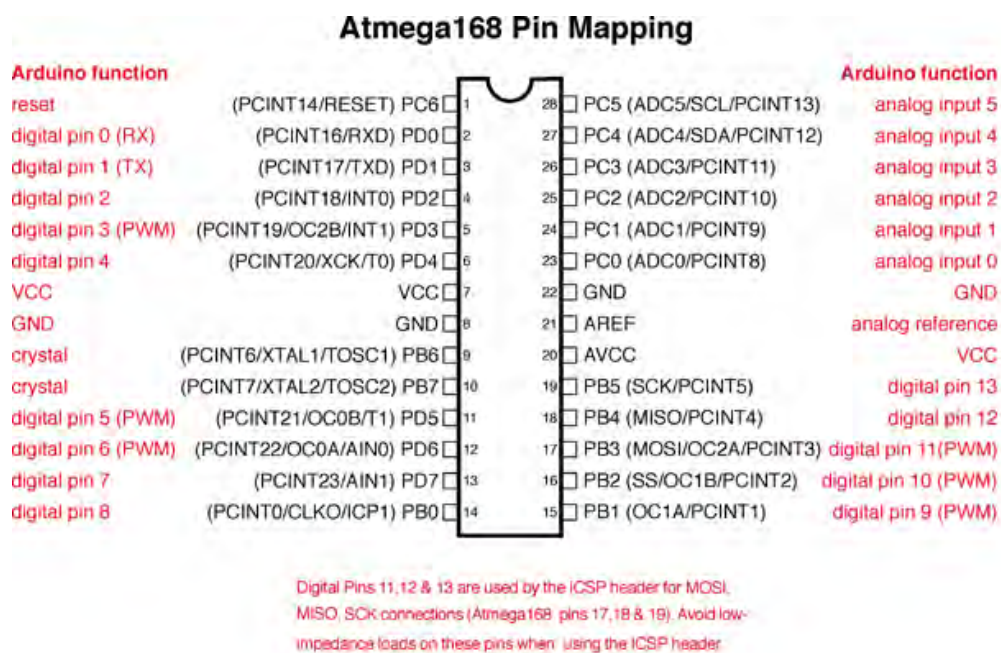 Atmega168 Pin Mapping
Arduino function Arduino function
reset (PCINT14/RESET) PC6 1 28 PC5 (ADC5/SCL/PCINT13) analog input 5
digital pin 0 (RX) (PCINT16/RXD) PD0 2 27 PC4 (ADC4/SDA/PCINT12) analog input 4
digital pin 1 (TX) (PCINT17/TXD) PD1 3 26 PC3 (ADC3/PCINT11) analog input 3
digital pin 2 (PCINT18/INT0) PD2 4 25 PC2 (ADC2/PCINT10) analog input 2
digital pin 3 (PWM) (PCINT19/OC2B/INT1) PD3 5 24 PC1 (ADC1/PCINT9) analog input 1
digital pin 4 (PCINT20/XCK/T0) PD4 6 23 PC0 (ADC0/PCINT8) analog input 0
VCC VCC 7 22 GND GND
GND GND 8 21 AREF analog reference
crystal (PCINT6/XTAL1/TOSC1) PB6 9 20 AVCC VCC
crystal (PCINT7/XTAL2/TOSC2) PB7 10 19 PB5 (SCK/PCINT5) digital pin 13
digital pin 5 (PWM) (PCINT21/OC0B/T1) PD5 11 18 PB4 (MISO/PCINT4) digital pin 12
digital pin 6 (PWM) (PCINT22/OC0A/AIN0) PD6 12 17 PB3 (MOSI/OC2A/PCINT3) digital pin 11(PWM)
digital pin 7 (PCINT23/AIN1) PD7 13 16 PB2 (SS/OC1B/PCINT2) digital pin 10 (PWM)
digital pin 8 (PCINT0/CLKO/ICP1) PB0 14 15 PB1 (OC1A/PCINT1) digital pin 9 (PWM)
Digital Pins 11,12 & 13 are used by the ICSP header for MOSI,
MISO, SCK connections (Atmega168 pins 17,18 & 19). Avoid low-
impedance loads on these pins when using the ICSP header.